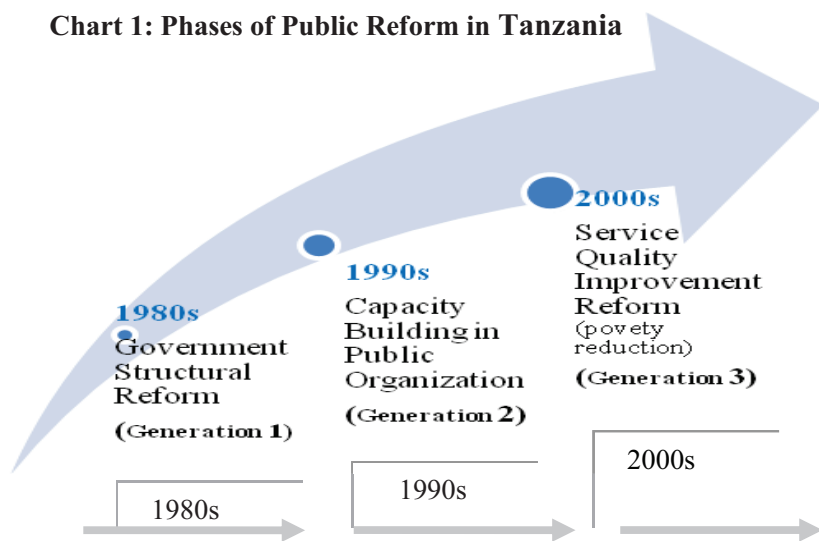 Chart 1: Phases of Public Reform in Tanzania
1980s
Government
Structural
Reform
(Generation 1)
1990s
Capacity
Building in
Public
Organization
(Generation 2)
2000s
Service
Quality
Improvement
Reform
(povety
reduction)
(Generation 3)
1980s
1990s
2000s